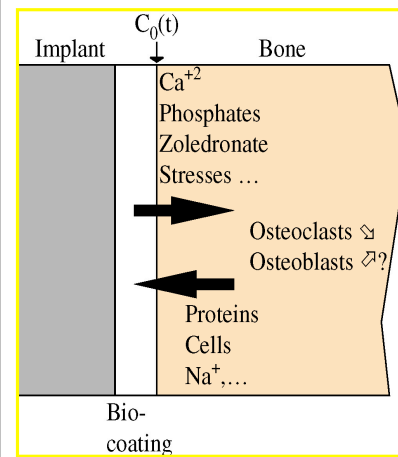 C0(t)
Implant
Bone
Ca+2
Phosphates
Zoledronate
Stresses …
Osteoclasts
Osteoblasts ?
Proteins
Cells
Na+,…
Bio-
coating